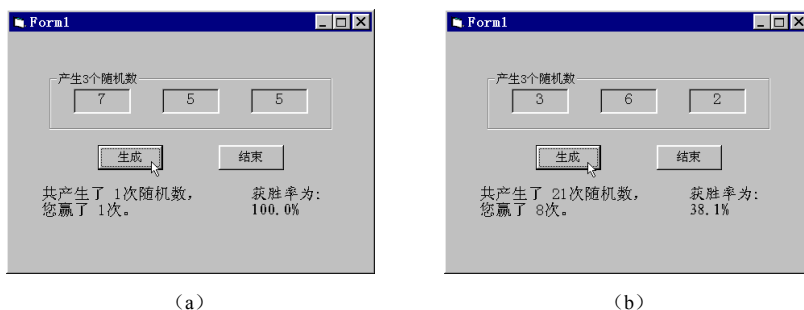 Form1
产生3个随机数
7 5 5
生成 结束
共产生了 1次随机数, 获胜率为:
您赢了 1次。 100.0%
(a)
Form1
产生3个随机数
3 6 2
生成 结束
共产生了 21次随机数, 获胜率为:
您赢了 8次。 38.1%
(b)